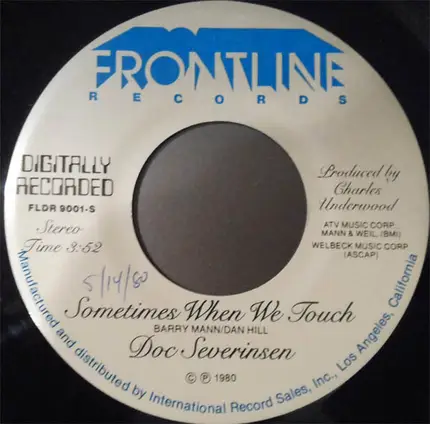 FRONTLINE
RECORDS
DIGITALLY
RECORDED
FLDR 9001-S
Stereo
Time 3:52
Produced by
Charles
Underwood
ATV MUSIC CORP
MANN & WEIL, (BMI)
WELBECK MUSIC CORP
(ASCAP)
5/14/80
Sometimes When We Touch
BARRY MANN/DAN HILL
Doc Severinsen
© ℗ 1980
Manufactured and distributed by International Record Sales, Inc., Los Angeles, California